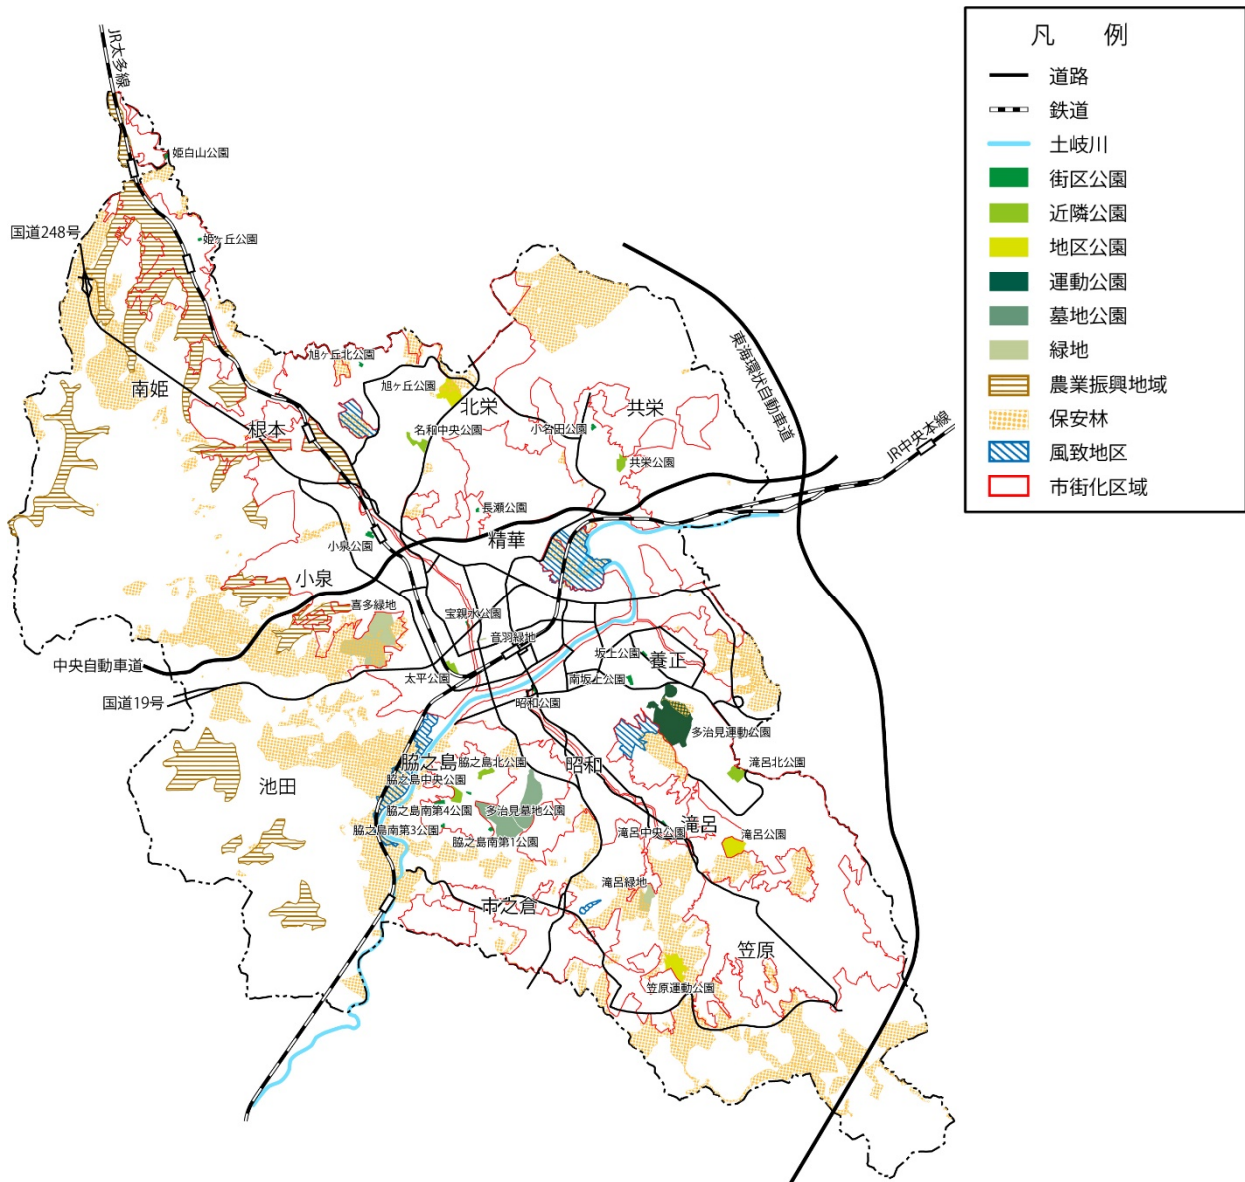 凡　例
道路
鉄道
土岐川
街区公園
近隣公園
地区公園
運動公園
墓地公園
緑地
農業振興地域
保安林
風致地区
市街化区域
JR太多線
姫白山公園
国道248号
姫ヶ丘公園
東海環状自動車道
旭ヶ丘北公園
旭ヶ丘公園
南姫
北栄
共栄
根本
名和中央公園
小名田公園
JR中央本線
共栄公園
長瀬公園
精華
小泉公園
小泉
喜多緑地
宝親水公園
音羽緑地
坂上公園
養正
中央自動車道
太平公園
南坂上公園
国道19号
昭和公園
多治見運動公園
脇之島
脇之島北公園
昭和
滝呂北公園
脇之島中央公園
池田
脇之島南第4公園
多治見墓地公園
脇之島南第3公園
滝呂中央公園
滝呂
滝呂公園
脇之島南第1公園
滝呂緑地
市之倉
笠原
笠原運動公園